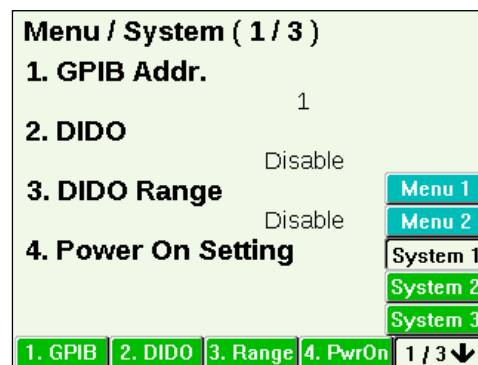 Menu / System ( 1 / 3 )
1. GPIB Addr.
1
2. DIDO
Disable
3. DIDO Range
Disable
4. Power On Setting
Menu 1
Menu 2
System 1
System 2
System 3
1. GPIB 2. DIDO 3. Range 4. PwrOn 1 / 3